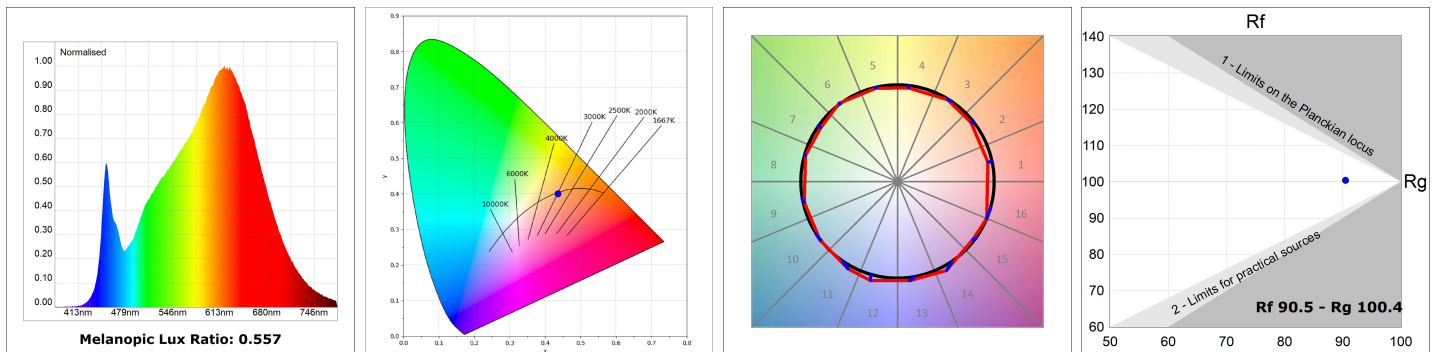 Normalised
1.00
0.90
0.80
0.70
0.60
0.50
0.40
0.30
0.20
0.10
0.00
413nm 479nm 546nm 613nm 680nm 746nm
Melanopic Lux Ratio: 0.557
0.9
0.8
0.7
0.6
0.5
0.4
0.3
0.2
0.1
0.0
y
1667K
2000K
2500K
3000K
4000K
6000K
10000K
0.0 0.1 0.2 0.3 0.4 0.5 0.6 0.7 0.8
x
5 4
6 3
7 2
8 1
9 16
10 15
11 14
12 13
Rf
140
130
120
110
100
90
80
70
60
1 - Limits on the Planckian locus
Rg
2 - Limits for practical sources
Rf 90.5 - Rg 100.4
50 60 70 80 90 100